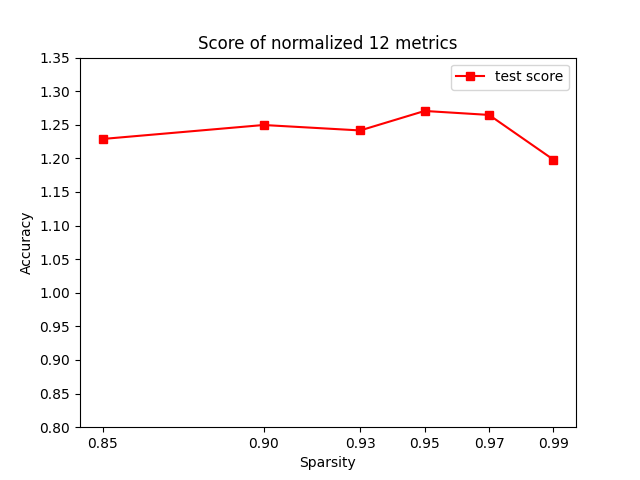 Score of normalized 12 metrics
test score
1.35
1.30
1.25
1.20
1.15
1.10
1.05
1.00
0.95
0.90
0.85
0.80
Accuracy
0.85 0.90 0.93 0.95 0.97 0.99
Sparsity